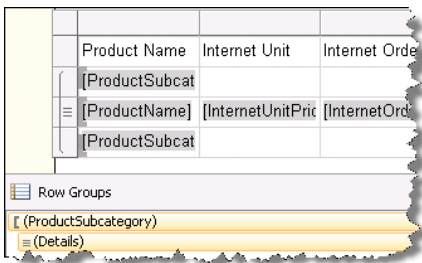 Product Name Internet Unit Internet Orde
[ProductSubcat
[ProductName] [InternetUnitPric [InternetOrd
[ProductSubcat
Row Groups
(ProductSubcategory)
(Details)